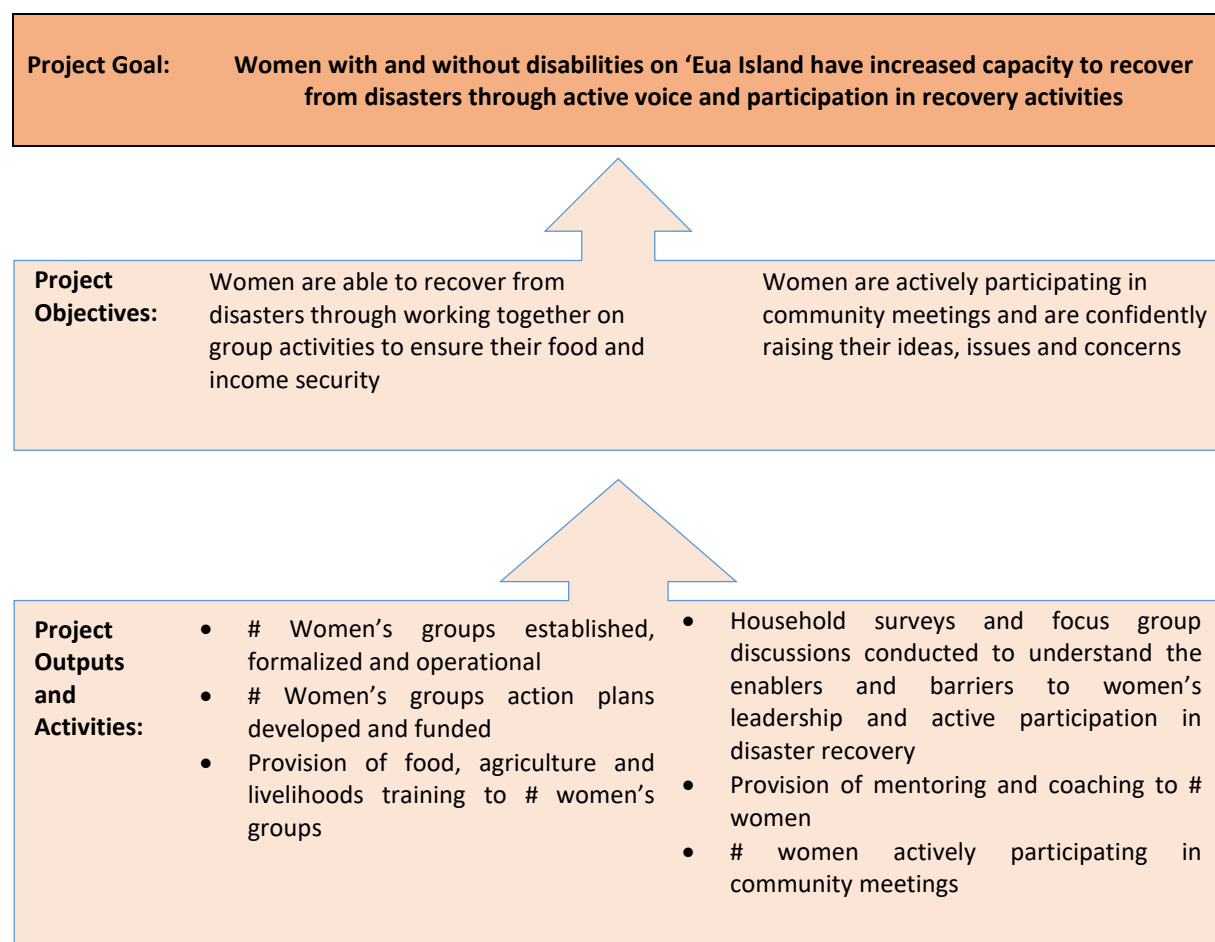 Project Goal: Women with and without disabilities on ‘Eua Island have increased capacity to recover
from disasters through active voice and participation in recovery activities
Project
Objectives:
Women are able to recover from
disasters through working together on
group activities to ensure their food and
income security
Women are actively participating in
community meetings and are confidently
raising their ideas, issues and concerns
Project
Outputs
and
Activities:
• # Women’s groups established,
formalized and operational
• # Women’s groups action plans
developed and funded
• Provision of food, agriculture and
livelihoods training to # women’s
groups
• Household surveys and focus group
discussions conducted to understand the
enablers and barriers to women’s
leadership and active participation in
disaster recovery
• Provision of mentoring and coaching to #
women
• # women actively participating in
community meetings